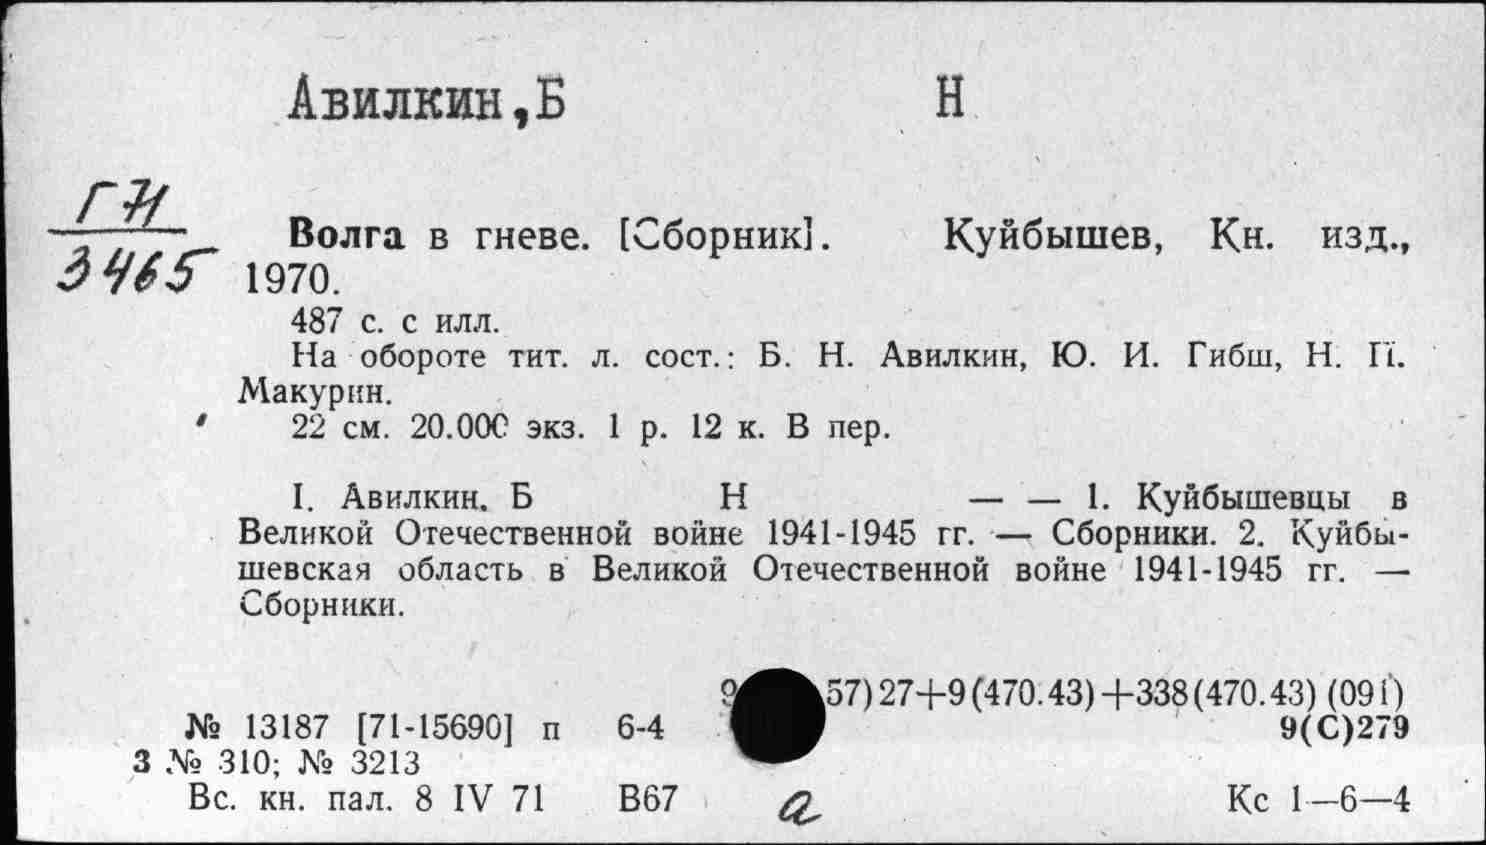 Авилкин,Б Н
ГИ
3465
Волга в гневе. [Сборник]. Куйбышев, Кн. изд.,
1970.
487 с. с илл.
На обороте тит. л. сост.: Б. Н. Авилкин, Ю. И. Гибш, Н. П.
Макурин.
22 см. 20.000 экз. 1 р. 12 к. В пер.
I. Авилкин. Б Н — — 1. Куйбышевцы в
Великой Отечественной войне 1941-1945 гг. — Сборники. 2. Куйбы-
шевская область в Великой Отечественной войне 1941-1945 гг. —
Сборники.
57) 27+9 (470.43) +338 (470.43) (091)
№ 13187 [71-15690] п 6-4 9(С)279
3 № 310; № 3213
Вс. кн. пал. 8 IV 71 В67 а Кс 1—6—4